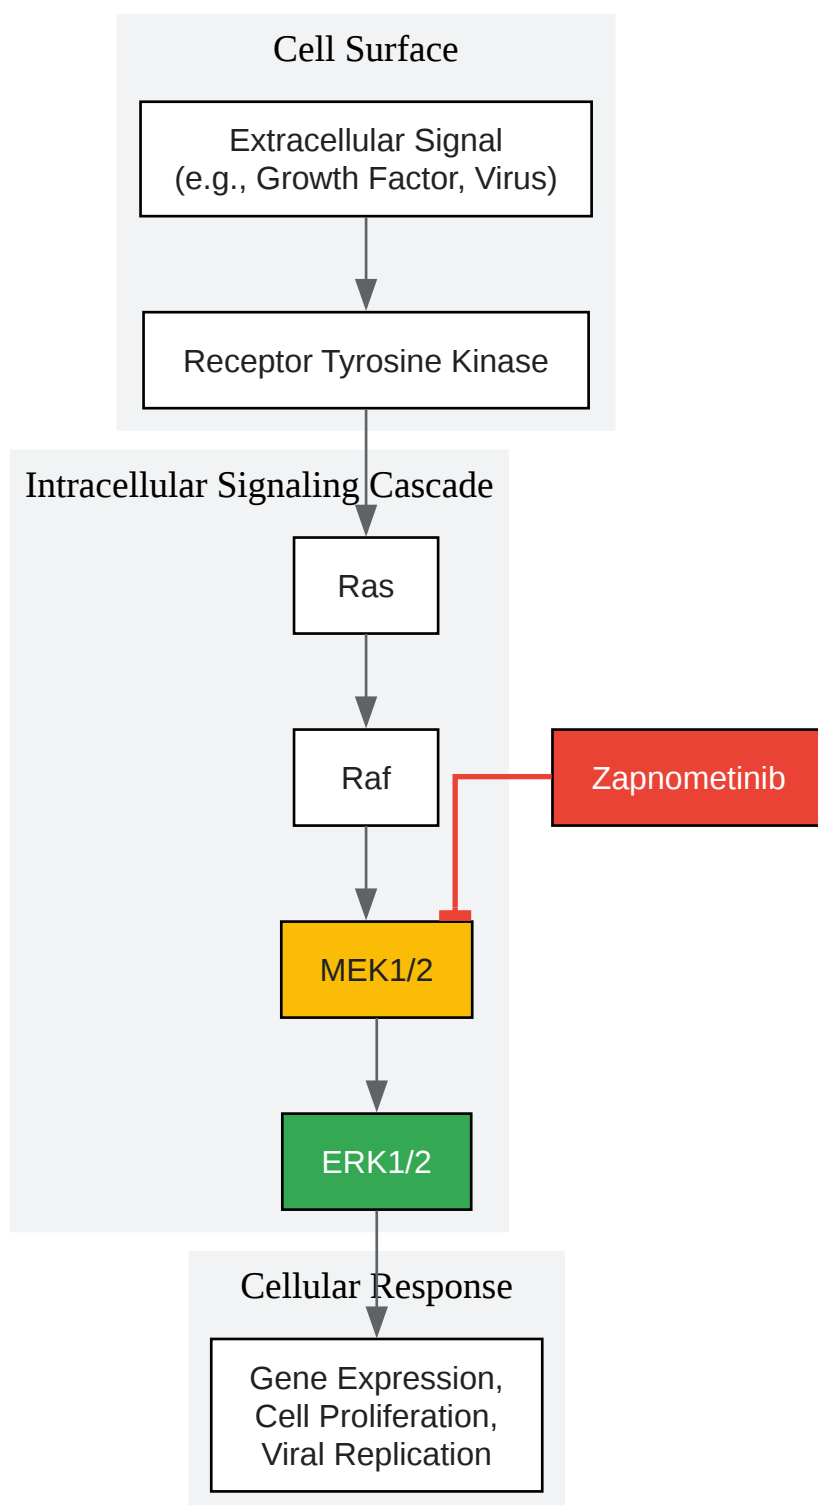 Cell Surface
Extracellular Signal
(e.g., Growth Factor, Virus)
Receptor Tyrosine Kinase
Intracellular Signaling Cascade
Ras
Raf
Zapnometinib
MEK1/2
ERK1/2
Cellular Response
Gene Expression,
Cell Proliferation,
Viral Replication